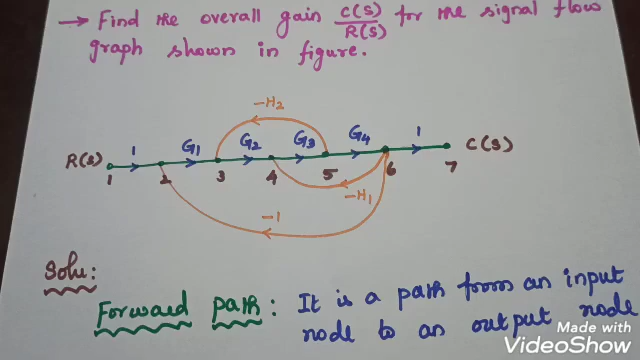 → Find the overall gain C(S)/R(S) for the signal flow
graph shown in figure.
-H2
R(S) 1 G1 G2 G3 G4 1 C(S)
1 2 3 4 5 6 7
-H1
-1
Solu:
Forward path: It is a path from an input
node to an output node
Made with
VideoShow